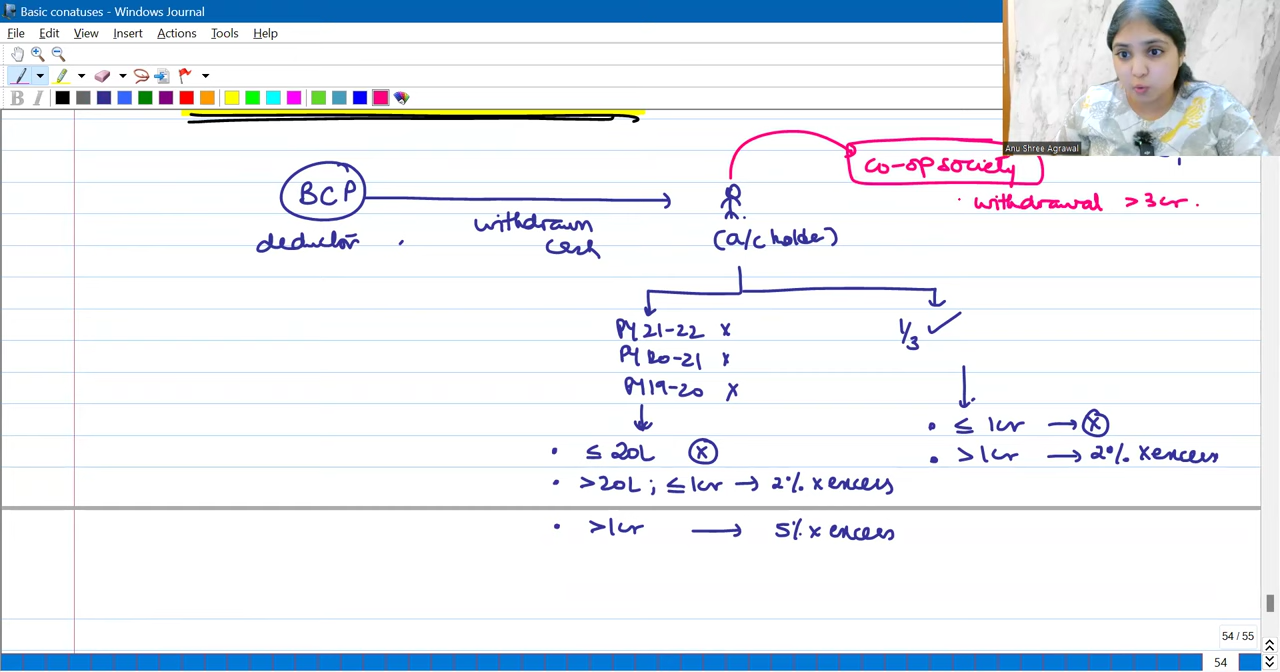 Basic conatuses - Windows Journal
File Edit View Insert Actions Tools Help
B I
Anu Shree Agrawal
co-op society
withdrawal > 3cr.
BCP
deductor
withdrawn
cash
(a/c holder)
PY 21-22 x
PY 20-21 x
PY 19-20 x
1/3 ✓
• ≤ 1cr → x
• > 1cr → 2% x excess
• ≤ 20L x
• > 20L ; ≤ 1cr → 2% x excess
• > 1cr → 5% x excess
54 / 55
54